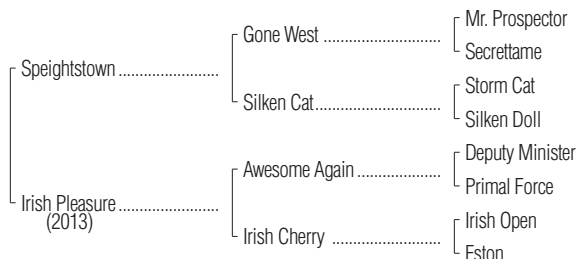 Mr. Prospector
Gone West ..........................
Secrettame
Speightstown ......................
Storm Cat
Silken Cat............................
Silken Doll
Deputy Minister
Awesome Again ..................
Primal Force
Irish Pleasure ......................
(2013)
Irish Open
Irish Cherry ........................
Eston